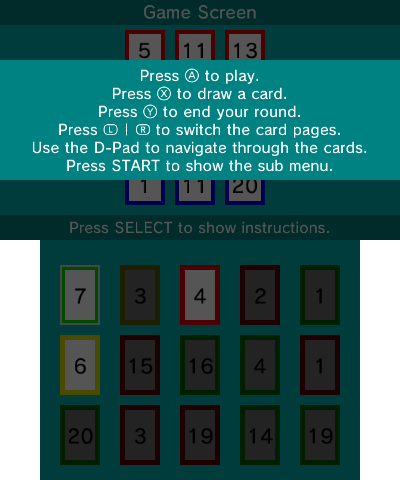 Game Screen
5 11 13
Press Ⓐ to play.
Press Ⓧ to draw a card.
Press Ⓨ to end your round.
Press Ⓛ | Ⓡ to switch the card pages.
Use the D-Pad to navigate through the cards.
Press START to show the sub menu.
1 11 20
Press SELECT to show instructions.
7 3 4 2 1
6 15 16 4 1
20 3 19 14 19